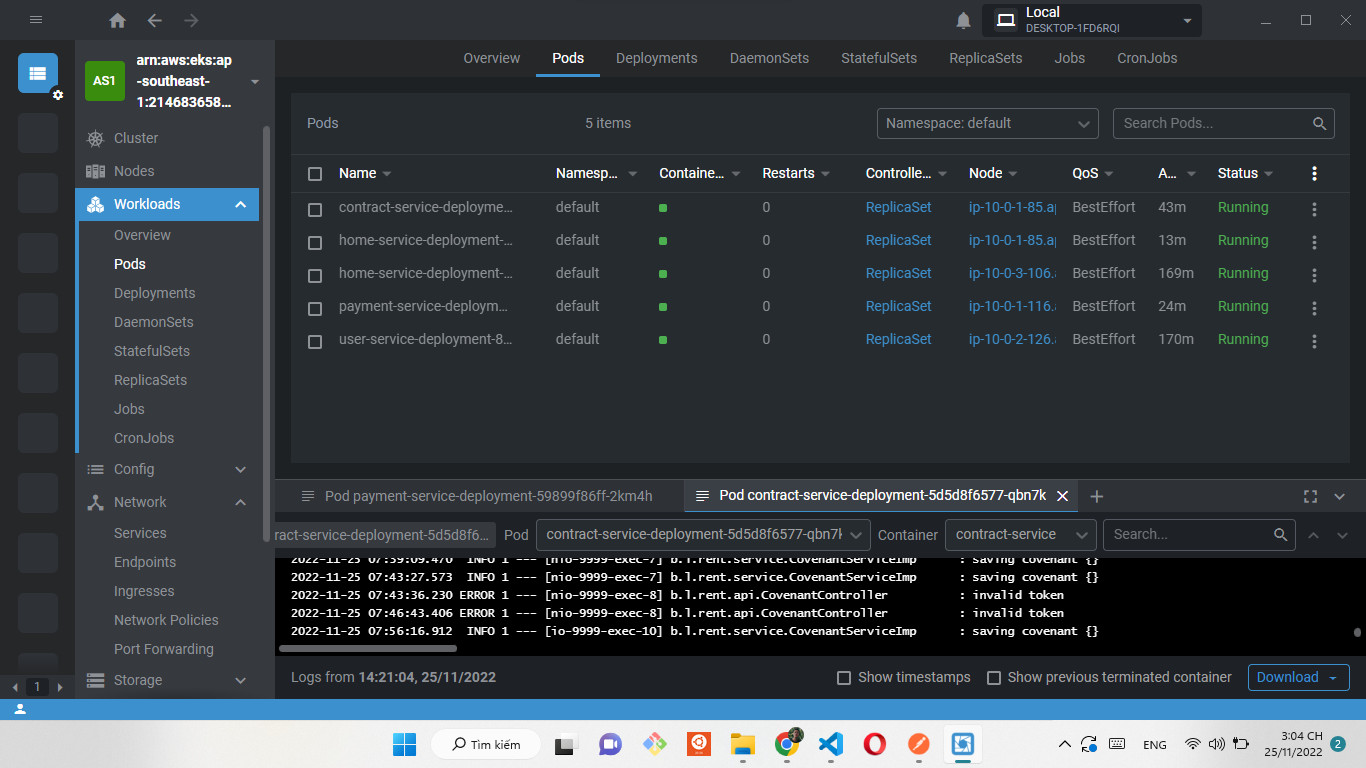 Local
DESKTOP-1FD6RQI
AS1
arn:aws:eks:ap
-southeast-
1:214683658...
Overview
Pods
Deployments
DaemonSets
StatefulSets
ReplicaSets
Jobs
CronJobs
Cluster
Nodes
Workloads
Overview
Pods
Deployments
DaemonSets
StatefulSets
ReplicaSets
Jobs
CronJobs
Config
Network
Services
Endpoints
Ingresses
Network Policies
Port Forwarding
Storage
1
Pods 5 items Namespace: default Search Pods...
Name Namesp... Containe... Restarts Controlle... Node QoS A... Status
contract-service-deployme... default 0 ReplicaSet ip-10-0-1-85.ap BestEffort 43m Running
home-service-deployment-... default 0 ReplicaSet ip-10-0-1-85.ap BestEffort 13m Running
home-service-deployment-... default 0 ReplicaSet ip-10-0-3-106.a BestEffort 169m Running
payment-service-deploym... default 0 ReplicaSet ip-10-0-1-116.a BestEffort 24m Running
user-service-deployment-8... default 0 ReplicaSet ip-10-0-2-126.a BestEffort 170m Running
Pod payment-service-deployment-59899f86ff-2km4h Pod contract-service-deployment-5d5d8f6577-qbn7k
ract-service-deployment-5d5d8f6... Pod contract-service-deployment-5d5d8f6577-qbn7k Container contract-service Search...
2022-11-25 07:39:09.470 INFO 1 --- [nio-9999-exec-7] b.l.rent.service.CovenantServiceImp : saving covenant {}
2022-11-25 07:43:27.573 INFO 1 --- [nio-9999-exec-7] b.l.rent.service.CovenantServiceImp : saving covenant {}
2022-11-25 07:43:36.230 ERROR 1 --- [nio-9999-exec-8] b.l.rent.api.CovenantController : invalid token
2022-11-25 07:46:43.406 ERROR 1 --- [nio-9999-exec-8] b.l.rent.api.CovenantController : invalid token
2022-11-25 07:56:16.912 INFO 1 --- [io-9999-exec-10] b.l.rent.service.CovenantServiceImp : saving covenant {}
Logs from 14:21:04, 25/11/2022 Show timestamps Show previous terminated container Download
Tìm kiếm
ENG
3:04 CH
25/11/2022
2